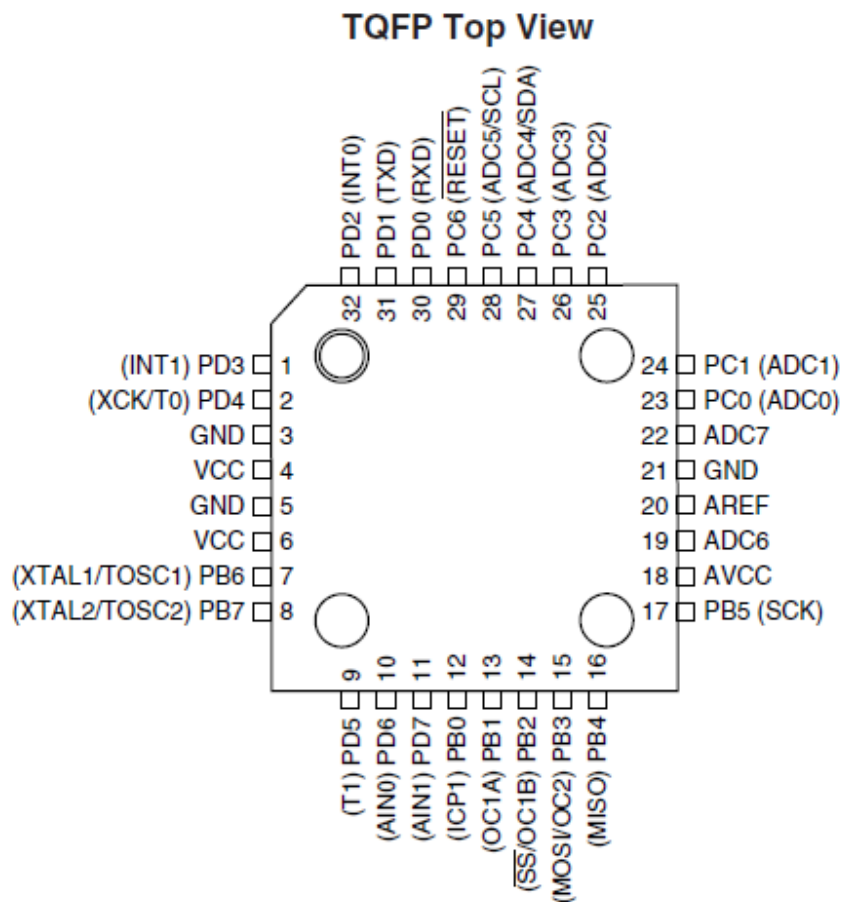 TQFP Top View
PD2 (INT0)
PD1 (TXD)
PD0 (RXD)
PC6 (RESET)
PC5 (ADC5/SCL)
PC4 (ADC4/SDA)
PC3 (ADC3)
PC2 (ADC2)
32
31
30
29
28
27
26
25
(INT1) PD3 1
(XCK/T0) PD4 2
GND 3
VCC 4
GND 5
VCC 6
(XTAL1/TOSC1) PB6 7
(XTAL2/TOSC2) PB7 8
24 PC1 (ADC1)
23 PC0 (ADC0)
22 ADC7
21 GND
20 AREF
19 ADC6
18 AVCC
17 PB5 (SCK)
9
10
11
12
13
14
15
16
(T1) PD5
(AIN0) PD6
(AIN1) PD7
(ICP1) PB0
(OC1A) PB1
(SS/OC1B) PB2
(MOSI/OC2) PB3
(MISO) PB4